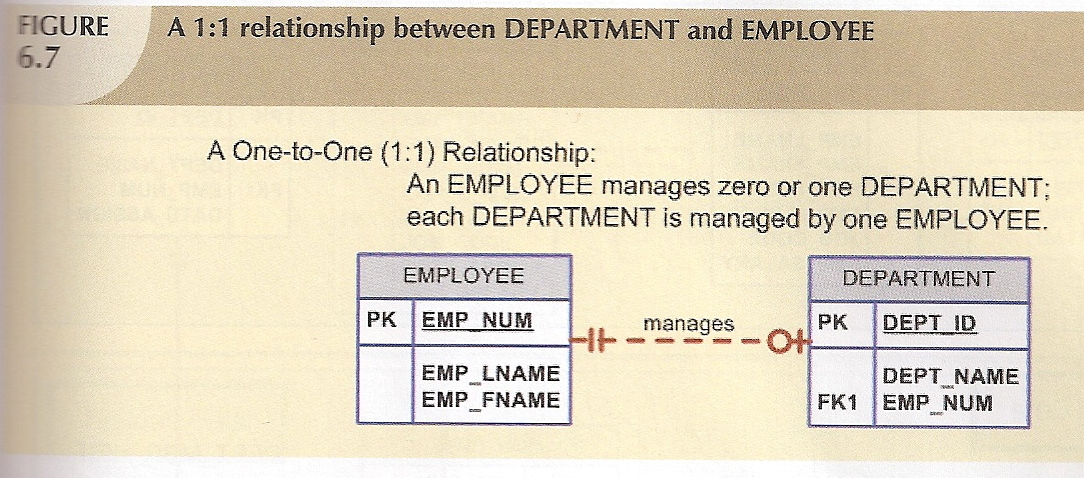 FIGURE
6.7
A 1:1 relationship between DEPARTMENT and EMPLOYEE
A One-to-One (1:1) Relationship:
An EMPLOYEE manages zero or one DEPARTMENT;
each DEPARTMENT is managed by one EMPLOYEE.
EMPLOYEE
PK EMP_NUM
EMP_LNAME
EMP_FNAME
manages
DEPARTMENT
PK DEPT_ID
DEPT_NAME
FK1 EMP_NUM